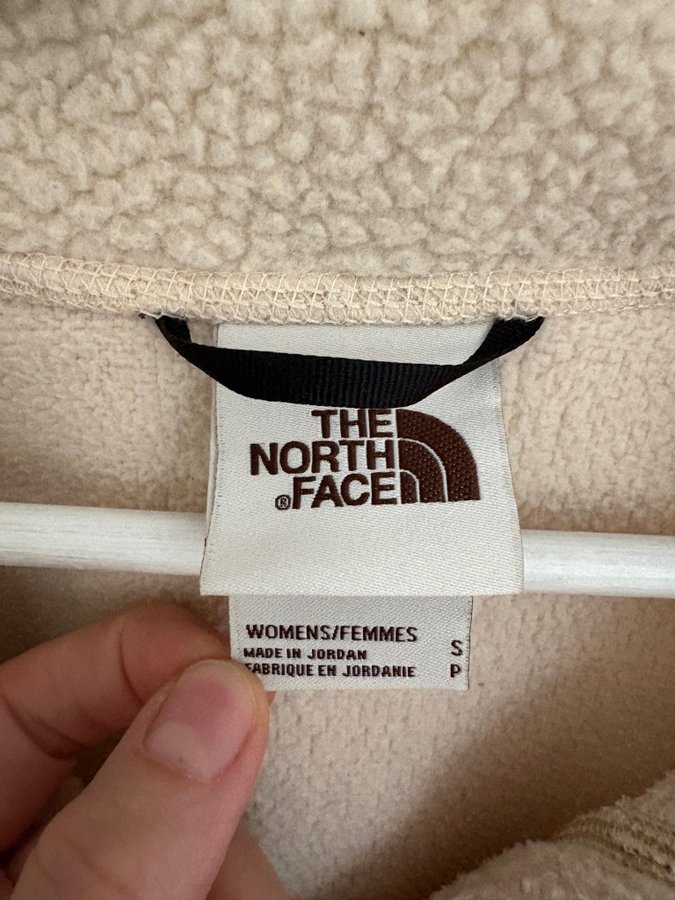 THE
NORTH
®FACE
WOMENS/FEMMES S
MADE IN JORDAN
FABRIQUE EN JORDANIE P